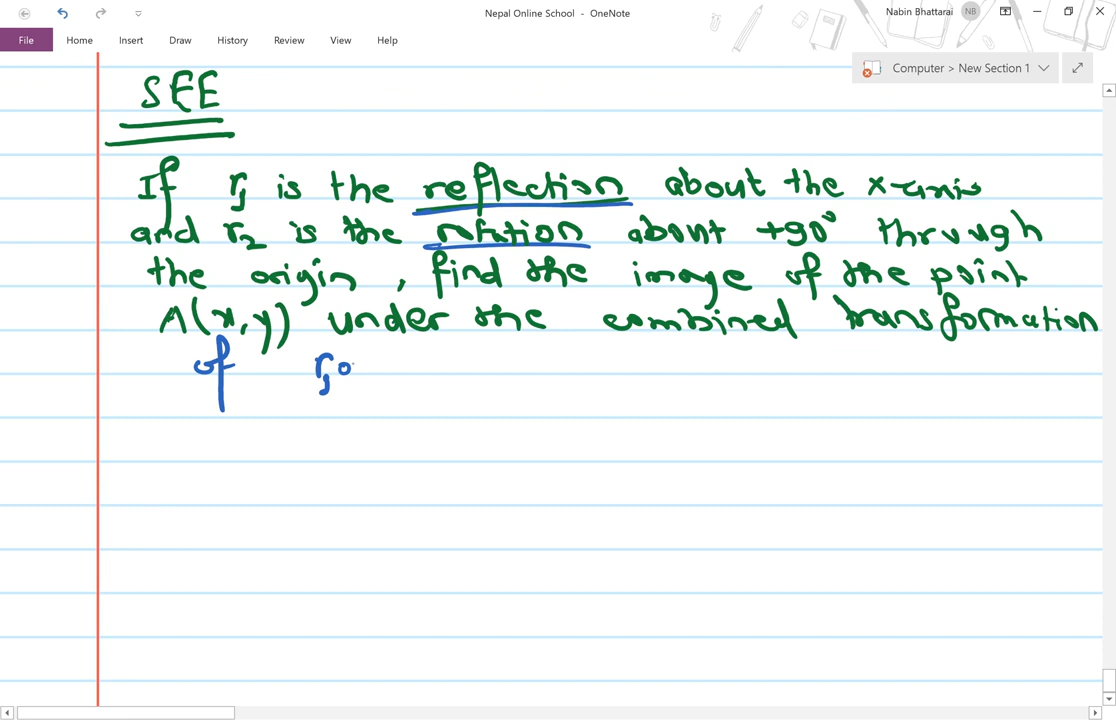 Nepal Online School - OneNote
Nabin Bhattarai NB
File Home Insert Draw History Review View Help
Computer > New Section 1
SEE
If r₁ is the reflection about the x-axis
and r₂ is the rotation about +90° through
the origin, find the image of the point
A(x,y) under the combined transformation
of r₁o